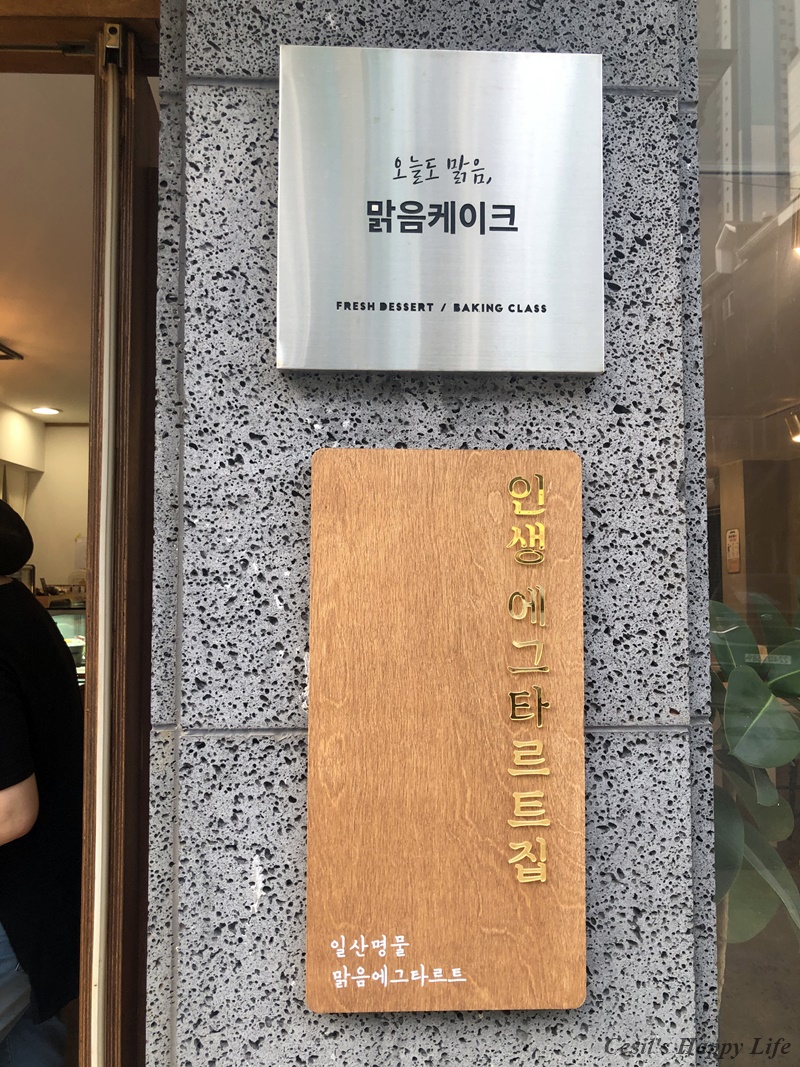 오늘도 맑음,
맑음케이크
FRESH DESSERT / BAKING CLASS
인생 에그타르트집
일산명물
맑음에그타르트
Cesil's Happy Life